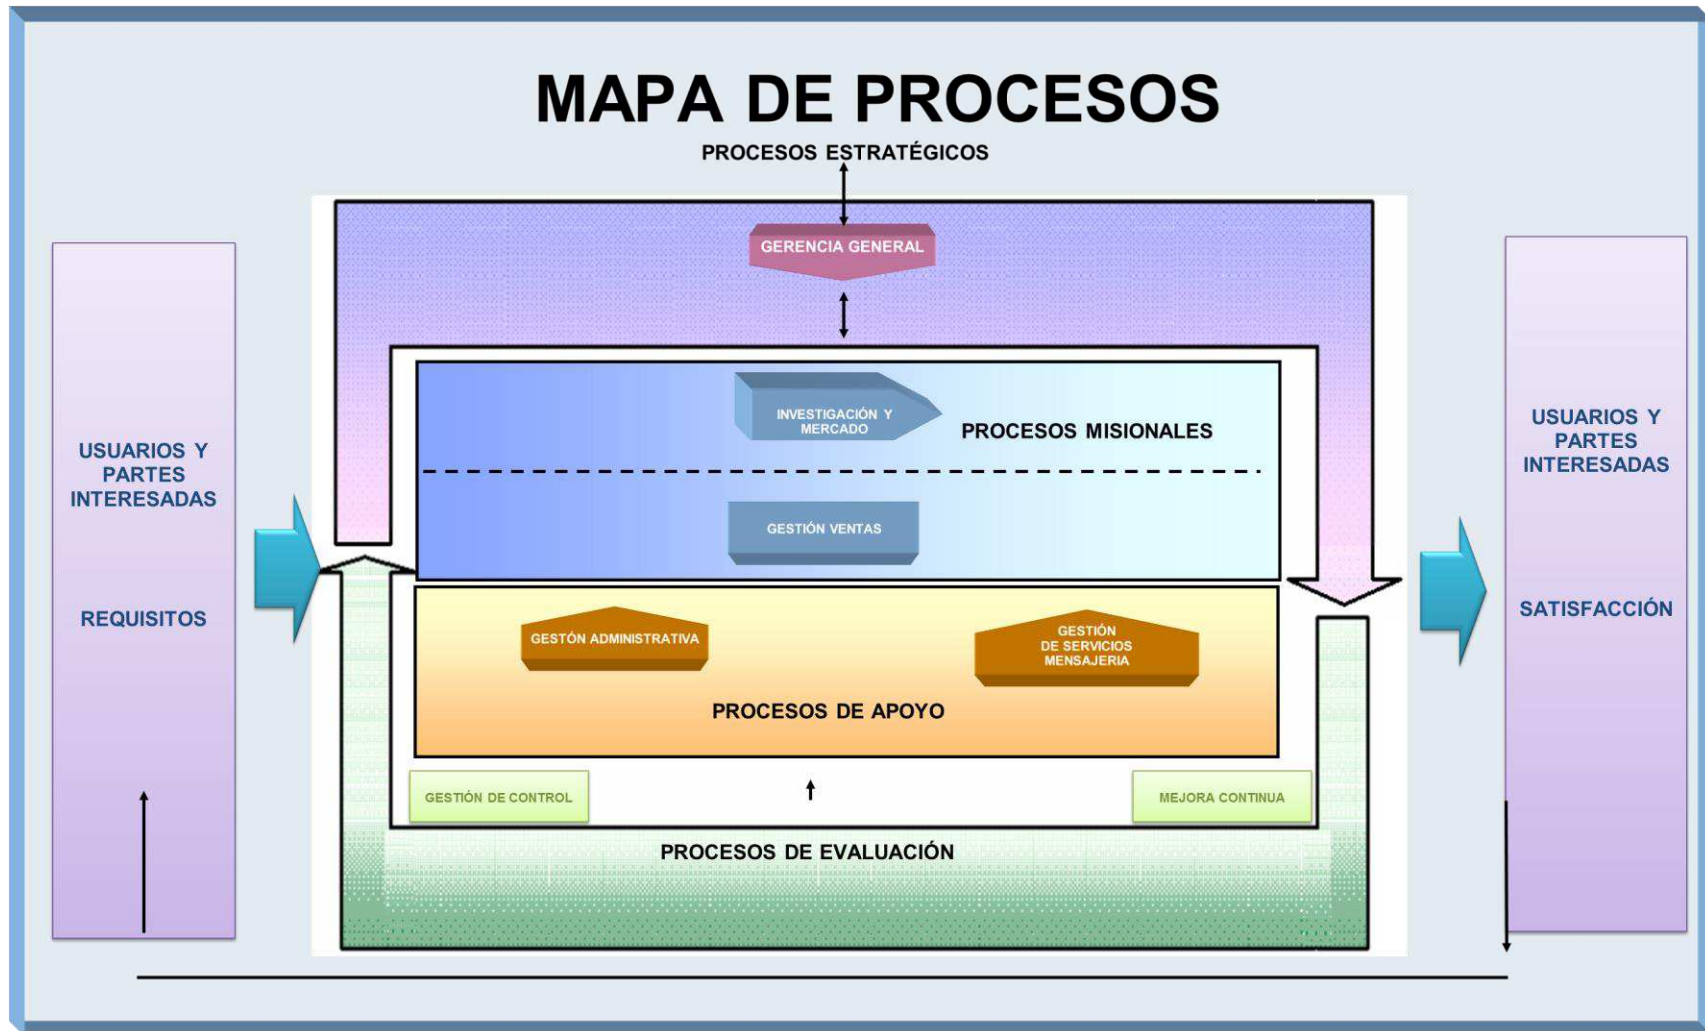 MAPA DE PROCESOS
PROCESOS ESTRATÉGICOS
GERENCIA GENERAL
USUARIOS Y
PARTES
INTERESADAS
REQUISITOS
INVESTIGACIÓN Y
MERCADO
PROCESOS MISIONALES
GESTIÓN VENTAS
GESTÓN ADMINISTRATIVA
GESTIÓN
DE SERVICIOS
MENSAJERIA
PROCESOS DE APOYO
GESTIÓN DE CONTROL
MEJORA CONTINUA
PROCESOS DE EVALUACIÓN
USUARIOS Y
PARTES
INTERESADAS
SATISFACCIÓN